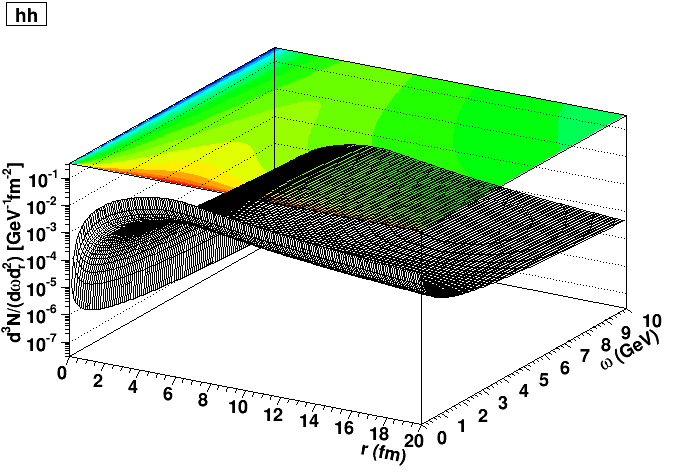 hh
d³N/(dωd²ᵣ) [GeV⁻¹fm⁻²]
10⁻¹
10⁻²
10⁻³
10⁻⁴
10⁻⁵
10⁻⁶
10⁻⁷
0 2 4 6 8 10 12 14 16 18 20
r (fm)
0 1 2 3 4 5 6 7 8 9 10
ω (GeV)